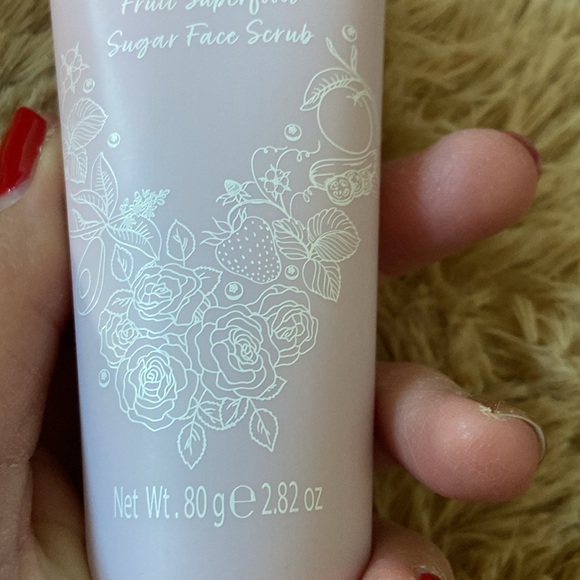 Fruit Superfood
Sugar Face Scrub
Net Wt. 80 g e 2.82 oz